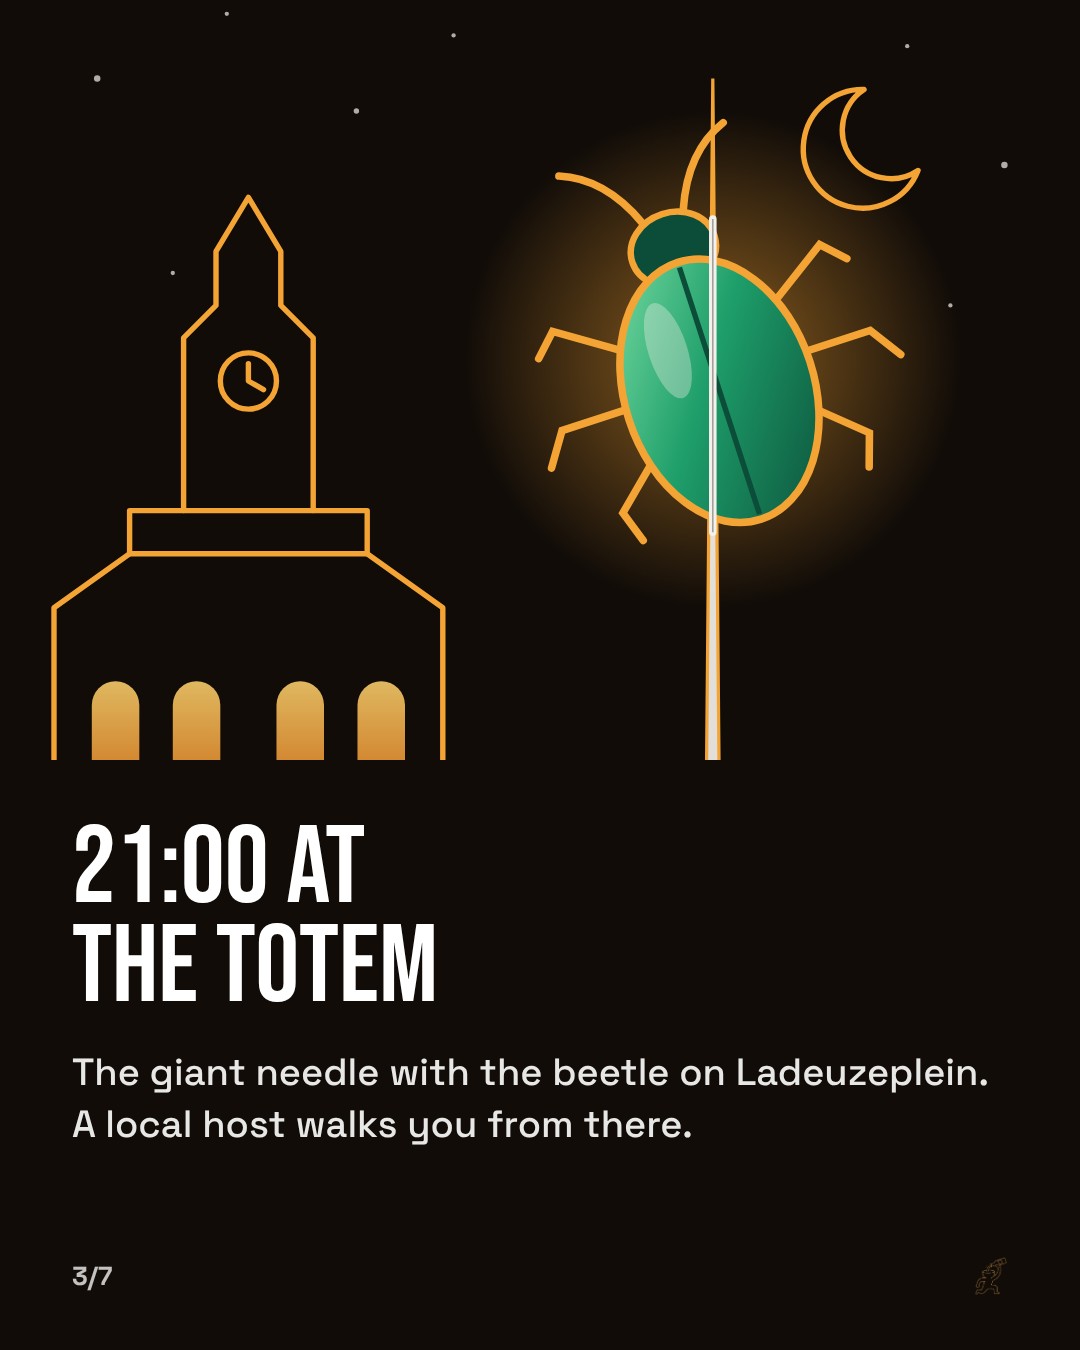 21:00 AT
THE TOTEM
The giant needle with the beetle on Ladeuzeplein.
A local host walks you from there.
3/7